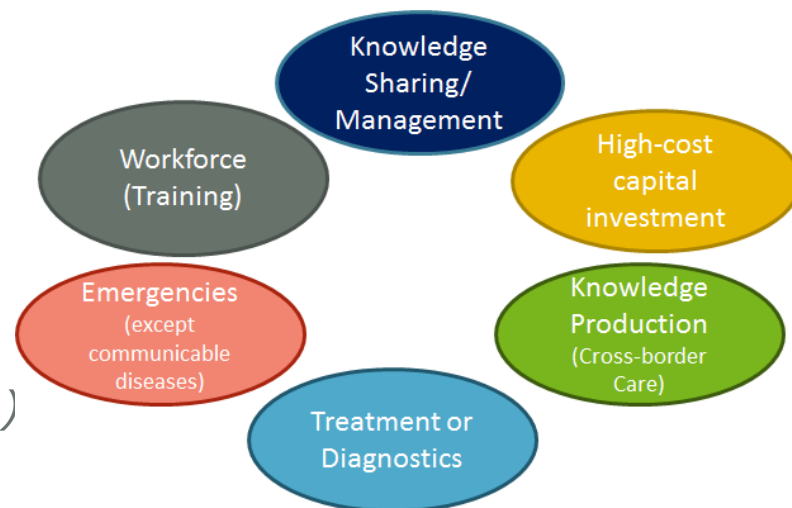 Knowledge
Sharing/
Management
Workforce
(Training)
High-cost
capital
investment
Emergencies
(except
communicable
diseases)
Knowledge
Production
(Cross-border
Care)
)
Treatment or
Diagnostics